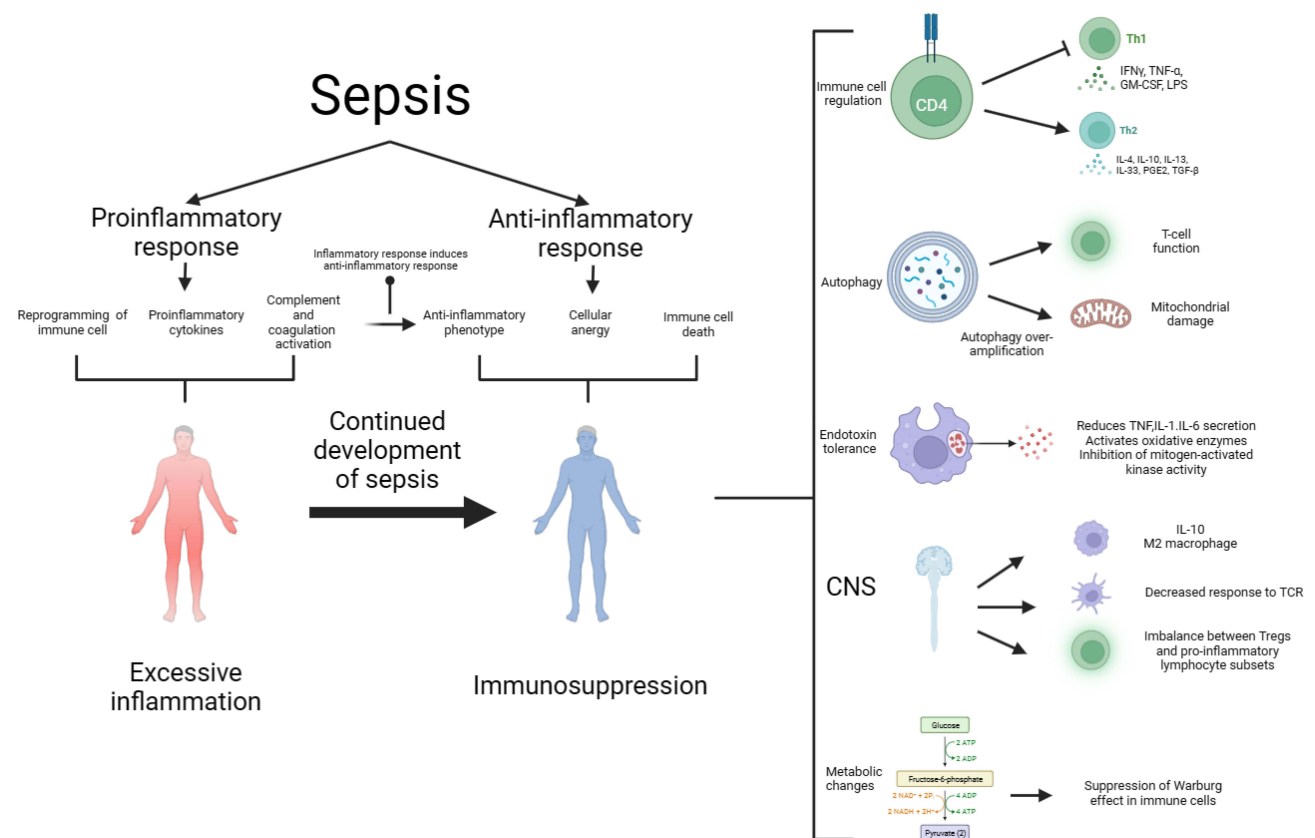 Sepsis
Proinflammatory
response
Anti-inflammatory
response
Inflammatory response induces
anti-inflammatory response
Reprogramming of
immune cell
Proinflammatory
cytokines
Complement
and
coagulation
activation
Anti-inflammatory
phenotype
Cellular
anergy
Immune cell
death
Continued
development
of sepsis
Excessive
inflammation
Immunosuppression
Immune cell
regulation
CD4
Th1
IFNγ, TNF-α,
GM-CSF, LPS
Th2
IL-4, IL-10, IL-13,
IL-33, PGE2, TGF-β
Autophagy
T-cell
function
Autophagy over-
amplification
Mitochondrial
damage
Endotoxin
tolerance
Reduces TNF,IL-1.IL-6 secretion
Activates oxidative enzymes
Inhibition of mitogen-activated
kinase activity
CNS
IL-10
M2 macrophage
Decreased response to TCR
Imbalance between Tregs
and pro-inflammatory
lymphocyte subsets
Metabolic
changes
Glucose
2 ATP
2 ADP
Fructose-6-phosphate
2 NAD⁺ + 2Pᵢ
4 ADP
2 NADH + 2H⁺
4 ATP
Pyruvate (2)
Suppression of Warburg
effect in immune cells